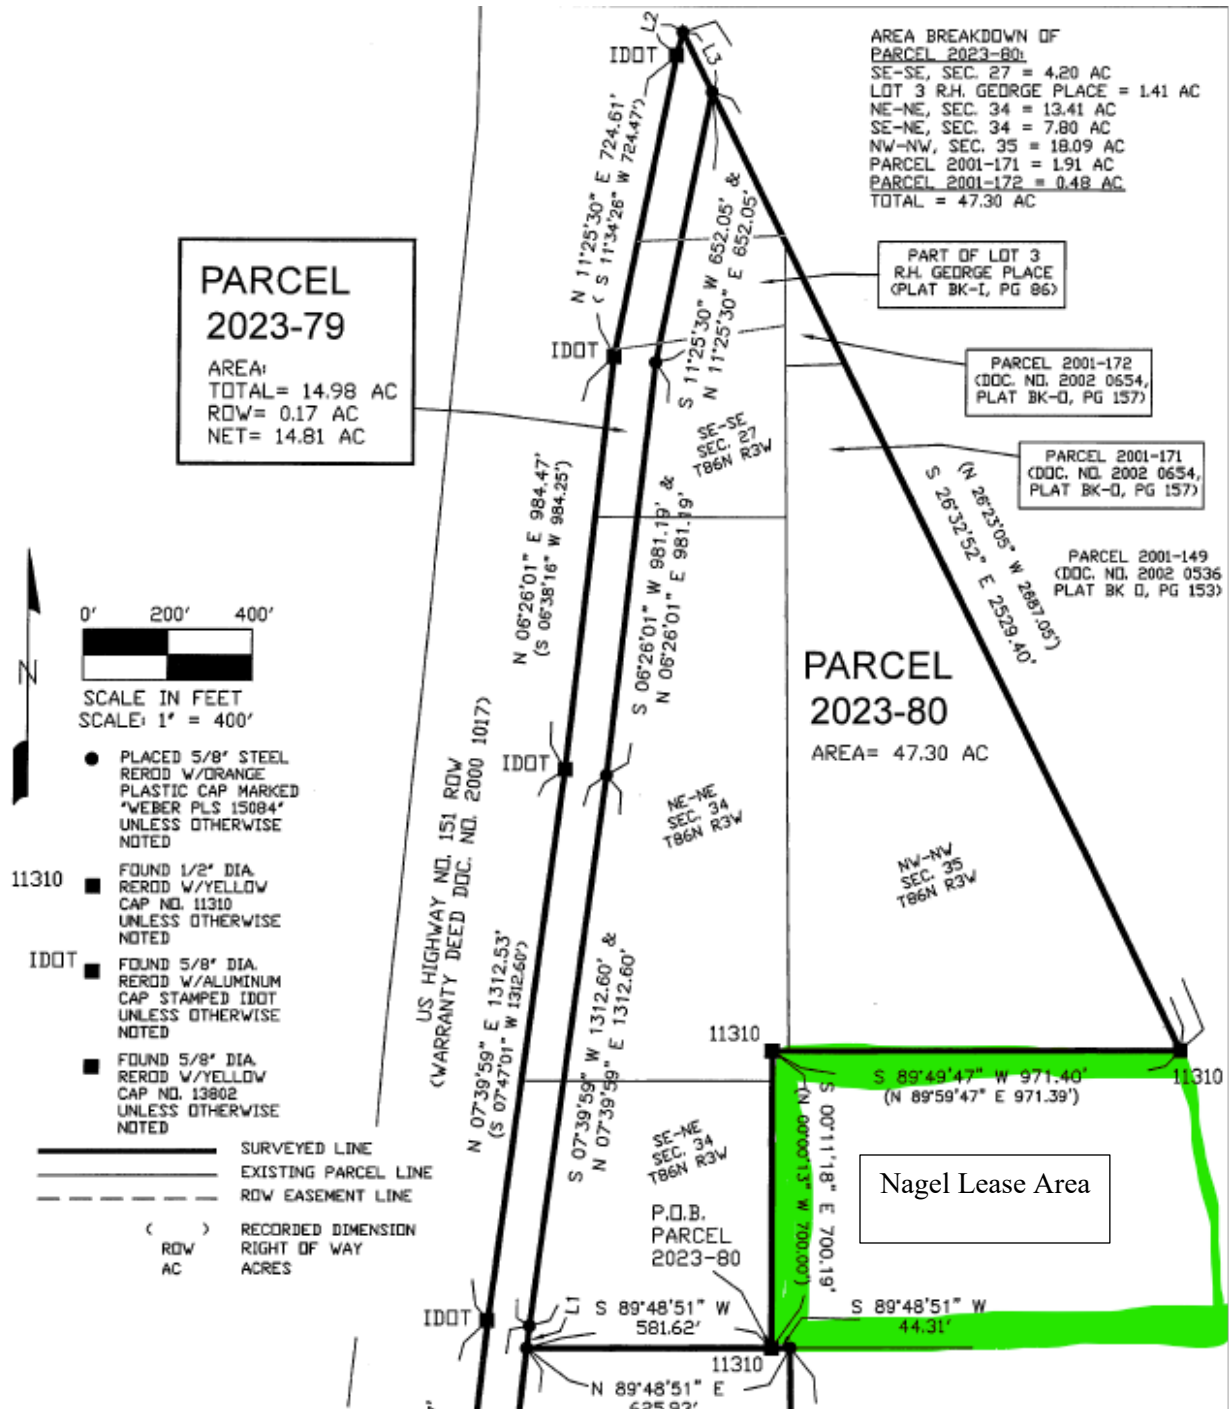 AREA BREAKDOWN OF
PARCEL 2023-80:
SE-SE, SEC. 27 = 4.20 AC
LOT 3 R.H. GEORGE PLACE = 1.41 AC
NE-NE, SEC. 34 = 13.41 AC
SE-NE, SEC. 34 = 7.80 AC
NW-NW, SEC. 35 = 18.09 AC
PARCEL 2001-171 = 1.91 AC
PARCEL 2001-172 = 0.48 AC
TOTAL = 47.30 AC
L2
L3
IDOT
N 11°25'30" E 724.61'
( S 11°34'26" W 724.47')
S 11°25'30" W 652.05' &
N 11°25'30" E 652.05'
PARCEL
2023-79
AREA:
TOTAL= 14.98 AC
ROW= 0.17 AC
NET= 14.81 AC
PART OF LOT 3
R.H. GEORGE PLACE
(PLAT BK-I, PG 86)
IDOT
PARCEL 2001-172
(DOC. NO. 2002 0654,
PLAT BK-O, PG 157)
SE-SE
SEC. 27
T86N R3W
PARCEL 2001-171
(DOC. NO. 2002 0654,
PLAT BK-O, PG 157)
N 06°26'01" E 984.47'
(S 06°38'16" W 984.25')
S 06°26'01" W 981.19' &
N 06°26'01" E 981.19'
(N 26°23'05" W 2687.05')
S 26°32'52" E 2529.40'
PARCEL 2001-149
(DOC. NO. 2002 0536
PLAT BK O, PG 153)
0' 200' 400'
N
SCALE IN FEET
SCALE: 1" = 400'
PARCEL
2023-80
AREA= 47.30 AC
PLACED 5/8" STEEL
REROD W/ORANGE
PLASTIC CAP MARKED
"WEBER PLS 15084"
UNLESS OTHERWISE
NOTED
11310
FOUND 1/2" DIA.
REROD W/YELLOW
CAP NO. 11310
UNLESS OTHERWISE
NOTED
IDOT
FOUND 5/8" DIA.
REROD W/ALUMINUM
CAP STAMPED IDOT
UNLESS OTHERWISE
NOTED
FOUND 5/8" DIA.
REROD W/YELLOW
CAP NO. 13802
UNLESS OTHERWISE
NOTED
SURVEYED LINE
EXISTING PARCEL LINE
ROW EASEMENT LINE
( ) RECORDED DIMENSION
ROW RIGHT OF WAY
AC ACRES
IDOT
US HIGHWAY NO. 151 ROW
(WARRANTY DEED DOC. NO. 2000 1017)
NE-NE
SEC. 34
T86N R3W
NW-NW
SEC. 35
T86N R3W
N 07°39'59" E 1312.53'
(S 07°47'01" W 1312.60')
S 07°39'59" W 1312.60' &
N 07°39'59" E 1312.60'
11310
S 89°49'47" W 971.40'
(N 89°59'47" E 971.39')
11310
S 00°11'18" E 700.19'
(N 00°00'13" W 700.00')
SE-NE
SEC. 34
T86N R3W
Nagel Lease Area
P.O.B.
PARCEL
2023-80
IDOT
L1
S 89°48'51" W
581.62'
S 89°48'51" W
44.31'
11310
N 89°48'51" E
625.92'